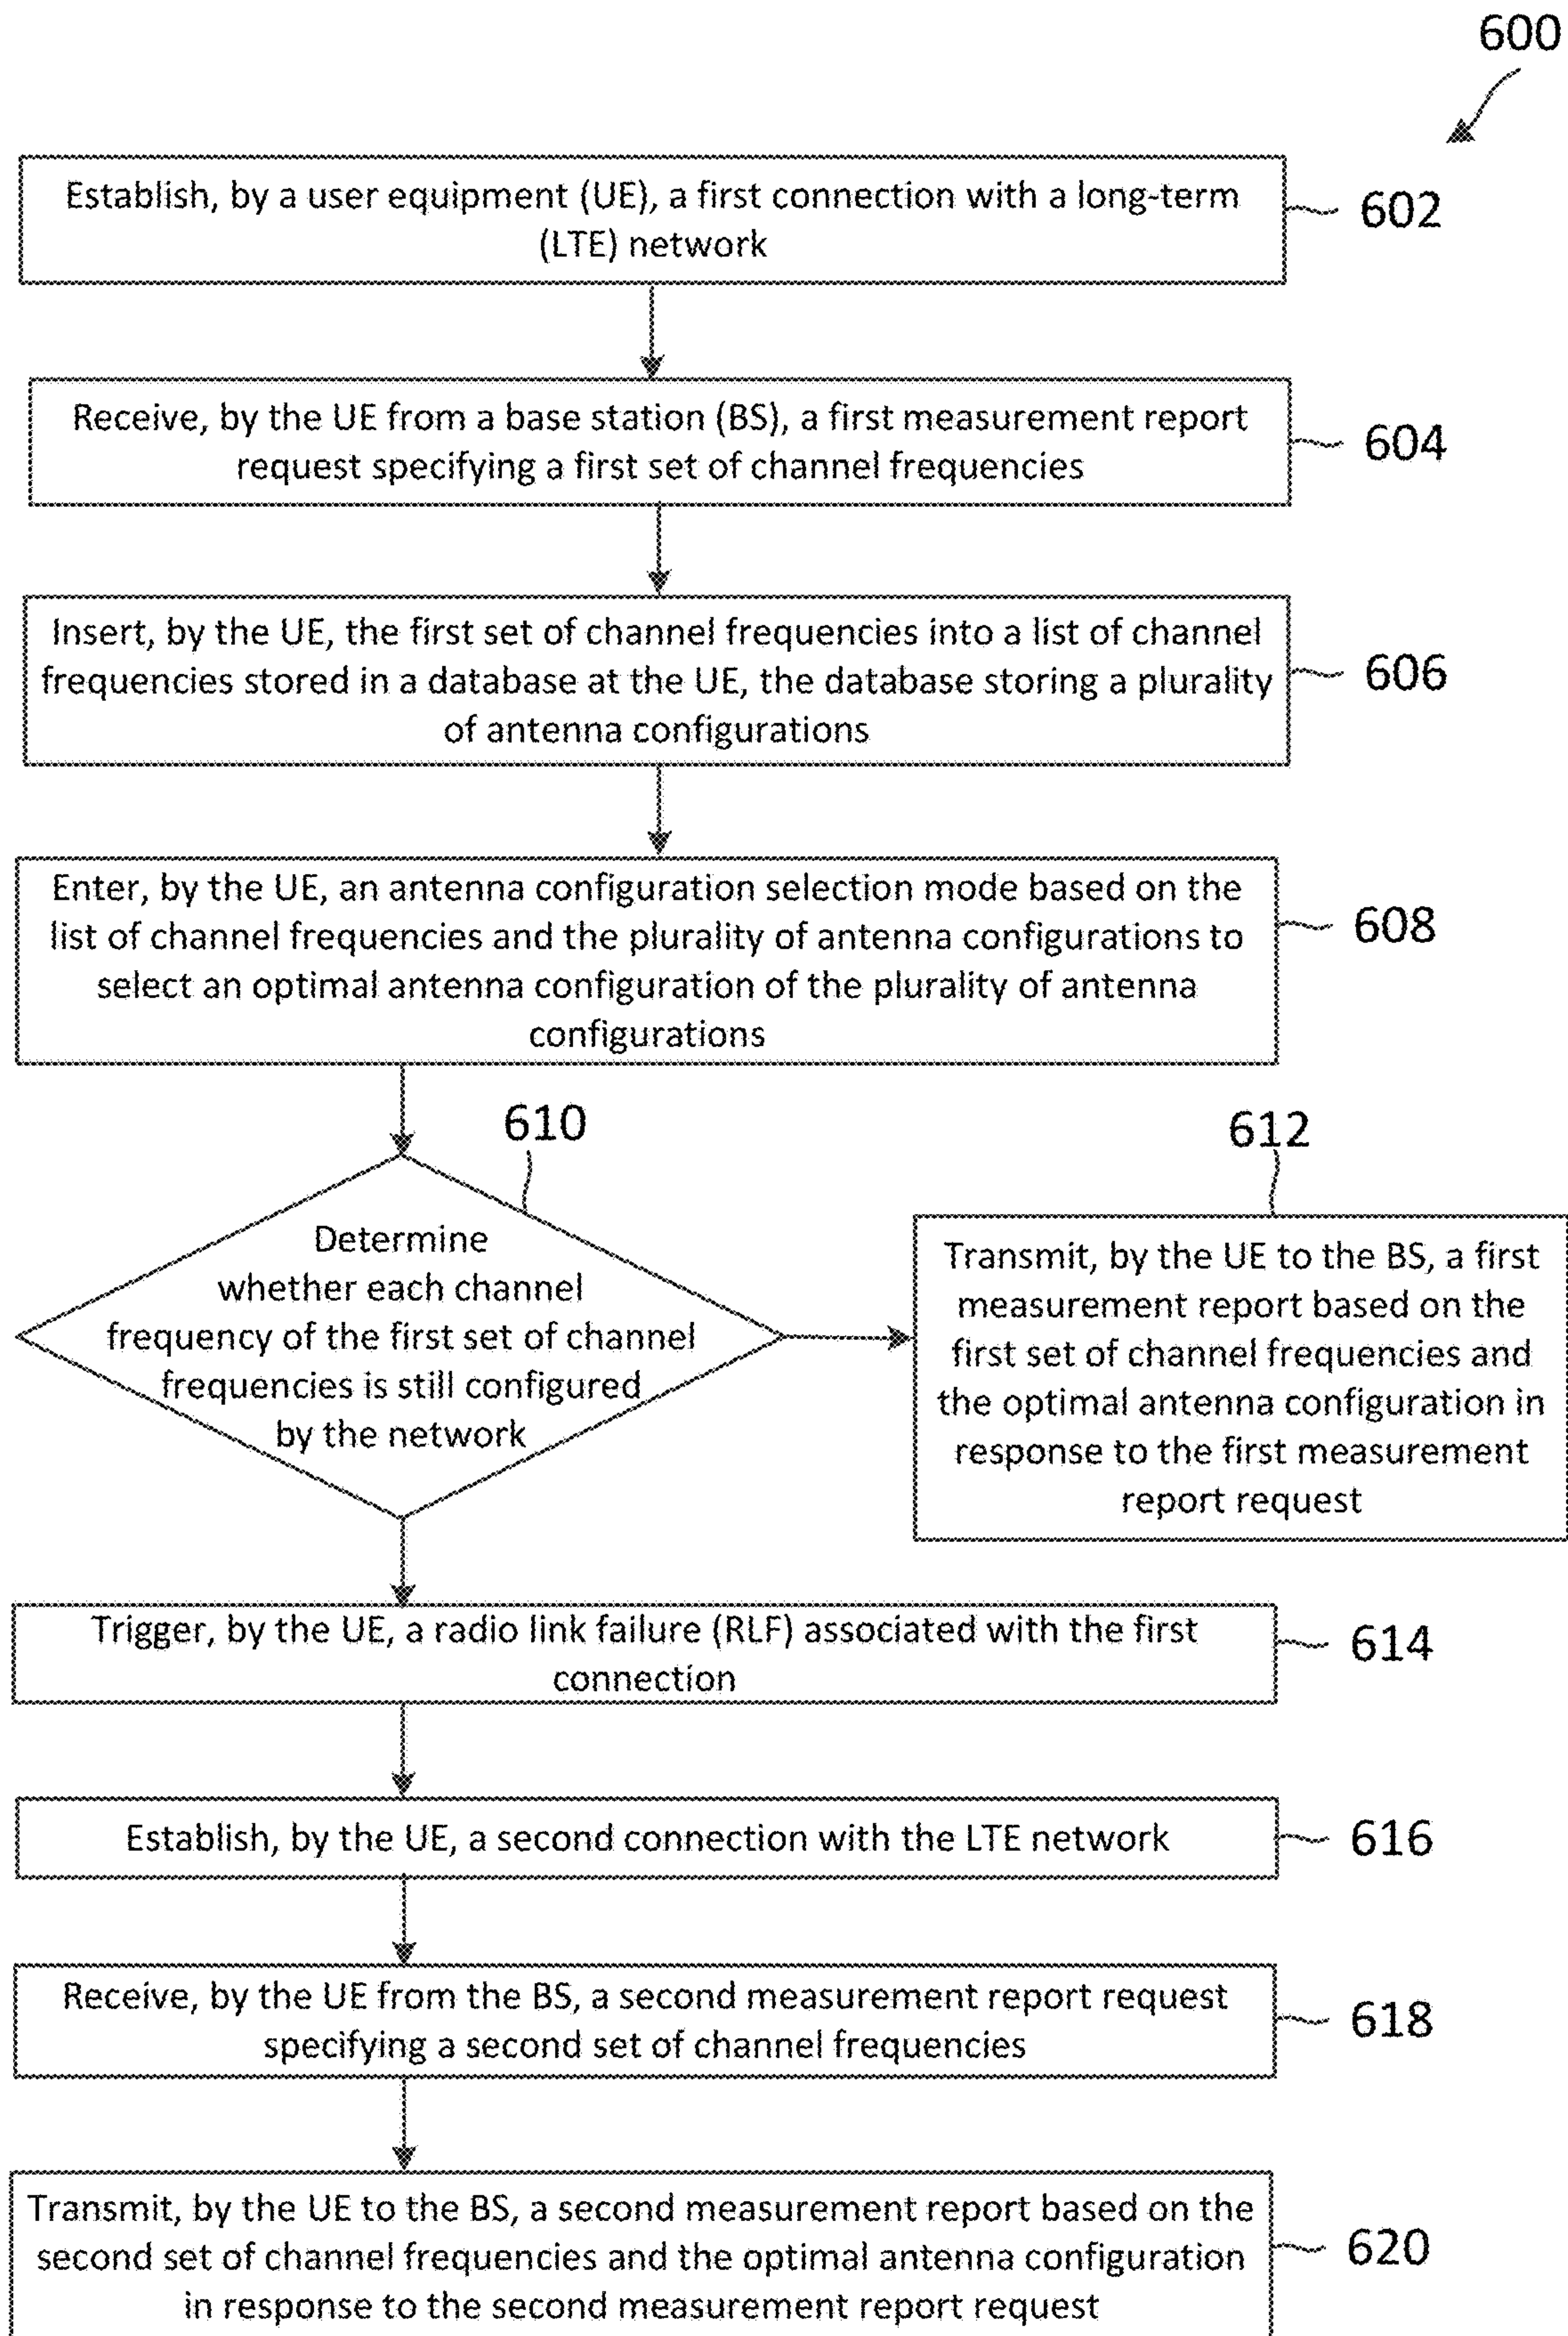 600
Establish, by a user equipment (UE), a first connection with a long-term
(LTE) network
602
Receive, by the UE from a base station (BS), a first measurement report
request specifying a first set of channel frequencies
604
Insert, by the UE, the first set of channel frequencies into a list of channel
frequencies stored in a database at the UE, the database storing a plurality
of antenna configurations
606
Enter, by the UE, an antenna configuration selection mode based on the
list of channel frequencies and the plurality of antenna configurations to
select an optimal antenna configuration of the plurality of antenna
configurations
608
610
Determine
whether each channel
frequency of the first set of channel
frequencies is still configured
by the network
612
Transmit, by the UE to the BS, a first
measurement report based on the
first set of channel frequencies and
the optimal antenna configuration in
response to the first measurement
report request
Trigger, by the UE, a radio link failure (RLF) associated with the first
connection
614
Establish, by the UE, a second connection with the LTE network
616
Receive, by the UE from the BS, a second measurement report request
specifying a second set of channel frequencies
618
Transmit, by the UE to the BS, a second measurement report based on the
second set of channel frequencies and the optimal antenna configuration
in response to the second measurement report request
620